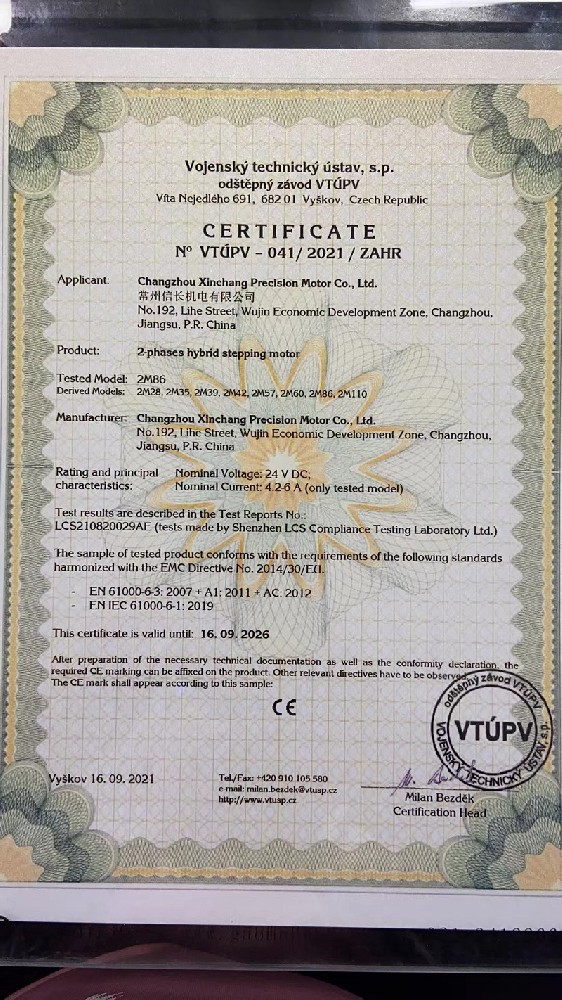 Vojenský technický ústav, s.p.
odštěpný závod VTÚPV
Víta Nejedlého 691, 682 01 Vyškov, Czech Republic
CERTIFICATE
Nº VTÚPV - 041/ 2021 / ZAHR
Applicant: Changzhou Xinchang Precision Motor Co., Ltd.
常州信长机电有限公司
No.192, Lihe Street, Wujin Economic Development Zone, Changzhou,
Jiangsu, P.R. China
Product: 2-phases hybrid stepping motor
Tested Model: 2M86
Derived Models: 2M28, 2M35, 2M39, 2M42, 2M57, 2M60, 2M86, 2M110
Manufacturer: Changzhou Xinchang Precision Motor Co., Ltd.
No.192, Lihe Street, Wujin Economic Development Zone, Changzhou,
Jiangsu, P.R. China
Rating and principal Nominal Voltage: 24 V DC,
characteristics: Nominal Current: 4.2-6 A (only tested model)
Test results are described in the Test Reports No.:
LCS210820029AE (tests made by Shenzhen LCS Compliance Testing Laboratory Ltd.)
The sample of tested product conforms with the requirements of the following standards
harmonized with the EMC Directive No. 2014/30/EU.
- EN 61000-6-3: 2007 + A1: 2011 + AC: 2012
- EN IEC 61000-6-1: 2019
This certificate is valid until: 16. 09. 2026
After preparation of the necessary technical documentation as well as the conformity declaration, the
required CE marking can be affixed on the product. Other relevant directives have to be observed.
The CE mark shall appear according to this sample:
CE
odštěpný závod VTÚPV
VTÚPV
VOJENSKÝ TECHNICKÝ ÚSTAV, s.p.
Vyškov 16. 09. 2021
Tel./Fax: +420 910 105 580
e-mail: milan.bezdek@vtusp.cz
http://www.vtusp.cz
Milan Bezděk
Certification Head